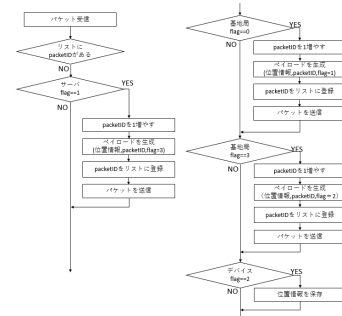 パケット受信
リストに
packetIDがある
NO
サーバ
flag==1
YES
NO
packetIDを1増やす
ペイロードを生成
(位置情報,packetID,flag=3)
packetIDをリストに登録
パケットを送信
基地局
flag==0
YES
NO
packetIDを1増やす
ペイロードを生成
(位置情報,packetID,flag=1)
packetIDをリストに登録
パケットを送信
基地局
flag==3
YES
NO
packetIDを1増やす
ペイロードを生成
(位置情報,packetID,flag=2)
packetIDをリストに登録
パケットを送信
デバイス
flag==2
YES
NO
位置情報を保存